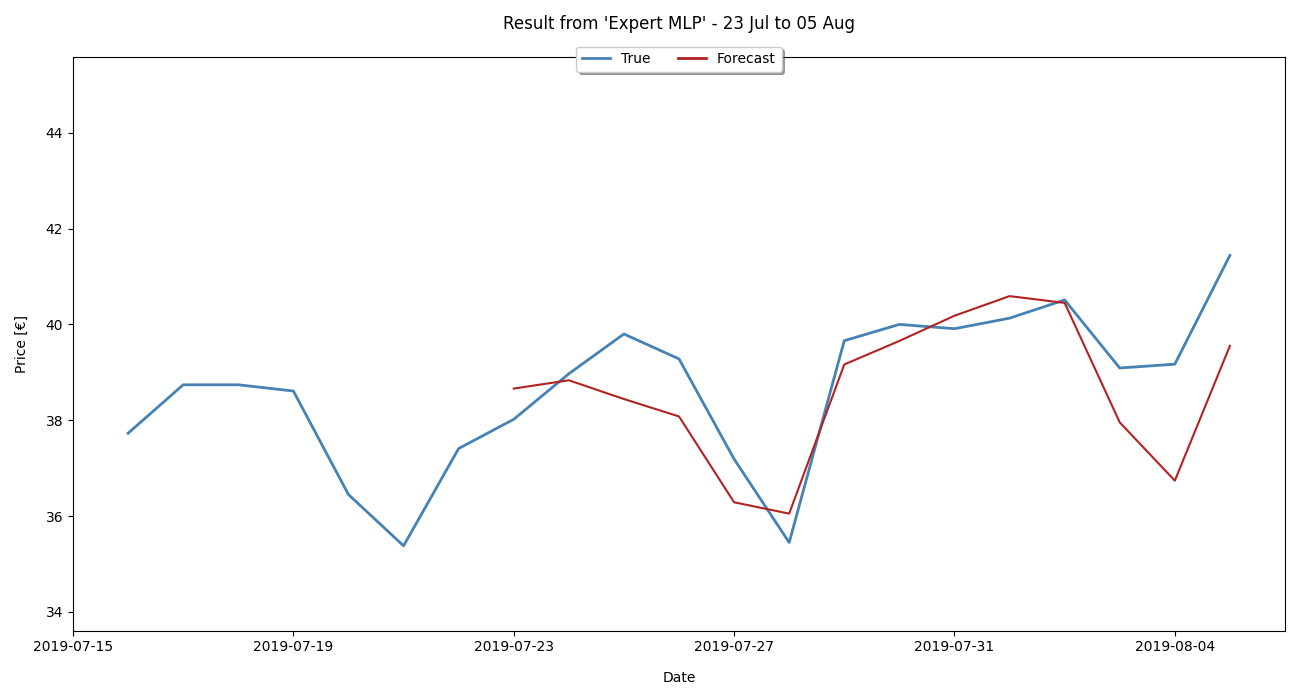 Result from 'Expert MLP' - 23 Jul to 05 Aug
True Forecast
44
42
40
38
36
34
Price [€]
2019-07-15 2019-07-19 2019-07-23 2019-07-27 2019-07-31 2019-08-04
Date